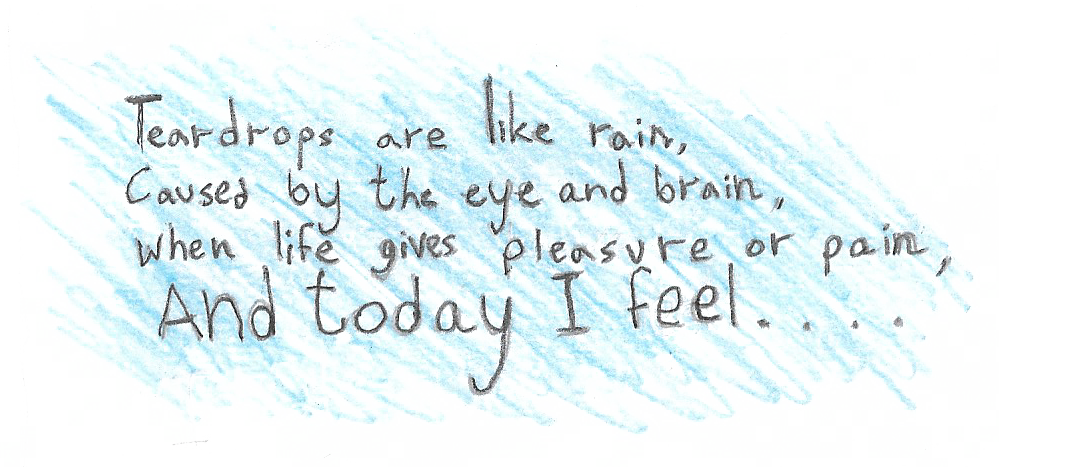 Teardrops are like rain,
Caused by the eye and brain,
When life gives pleasure or pain,
And today I feel....